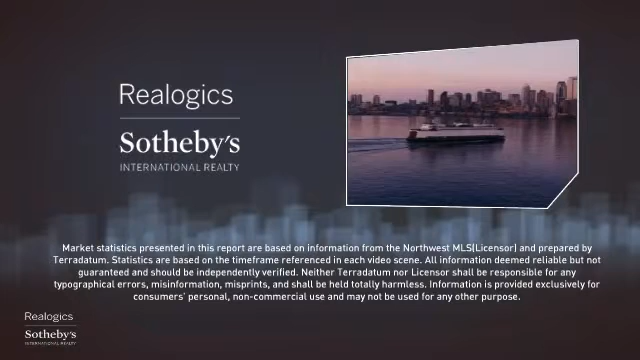 Realogics
Sotheby's
INTERNATIONAL REALTY
Market statistics presented in this report are based on information from the Northwest MLS(Licensor) and prepared by
Terradatum. Statistics are based on the timeframe referenced in each video scene. All information deemed reliable but not
guaranteed and should be independently verified. Neither Terradatum nor Licensor shall be responsible for any
typographical errors, misinformation, misprints, and shall be held totally harmless. Information is provided exclusively for
consumers' personal, non-commercial use and may not be used for any other purpose.
Realogics
Sotheby's
INTERNATIONAL REALTY